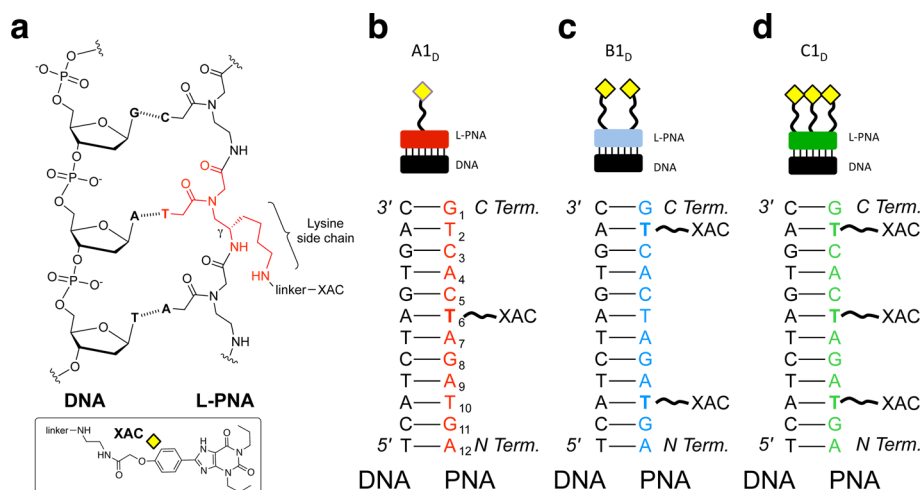 a
DNA
L-PNA
O
-O
P
O
O-
G
C
N
NH
A
T
γ
NH
Lysine
side chain
NH
linker–XAC
T
A
linker–NH
XAC
HN
b
A1D
L-PNA
DNA
3' C G1 C Term.
A T2
G C3
T A4
G C5
A T6 XAC
T A7
C G8
T A9
A T10
C G11
5' T A12 N Term.
DNA PNA
c
B1D
L-PNA
DNA
3' C G C Term.
A T XAC
G C
T A
G C
A T
T A
C G
T A
A T XAC
C G
5' T A N Term.
DNA PNA
d
C1D
L-PNA
DNA
3' C G C Term.
A T XAC
G C
T A
G C
A T XAC
T A
C G
T A
A T XAC
C G
5' T A N Term.
DNA PNA